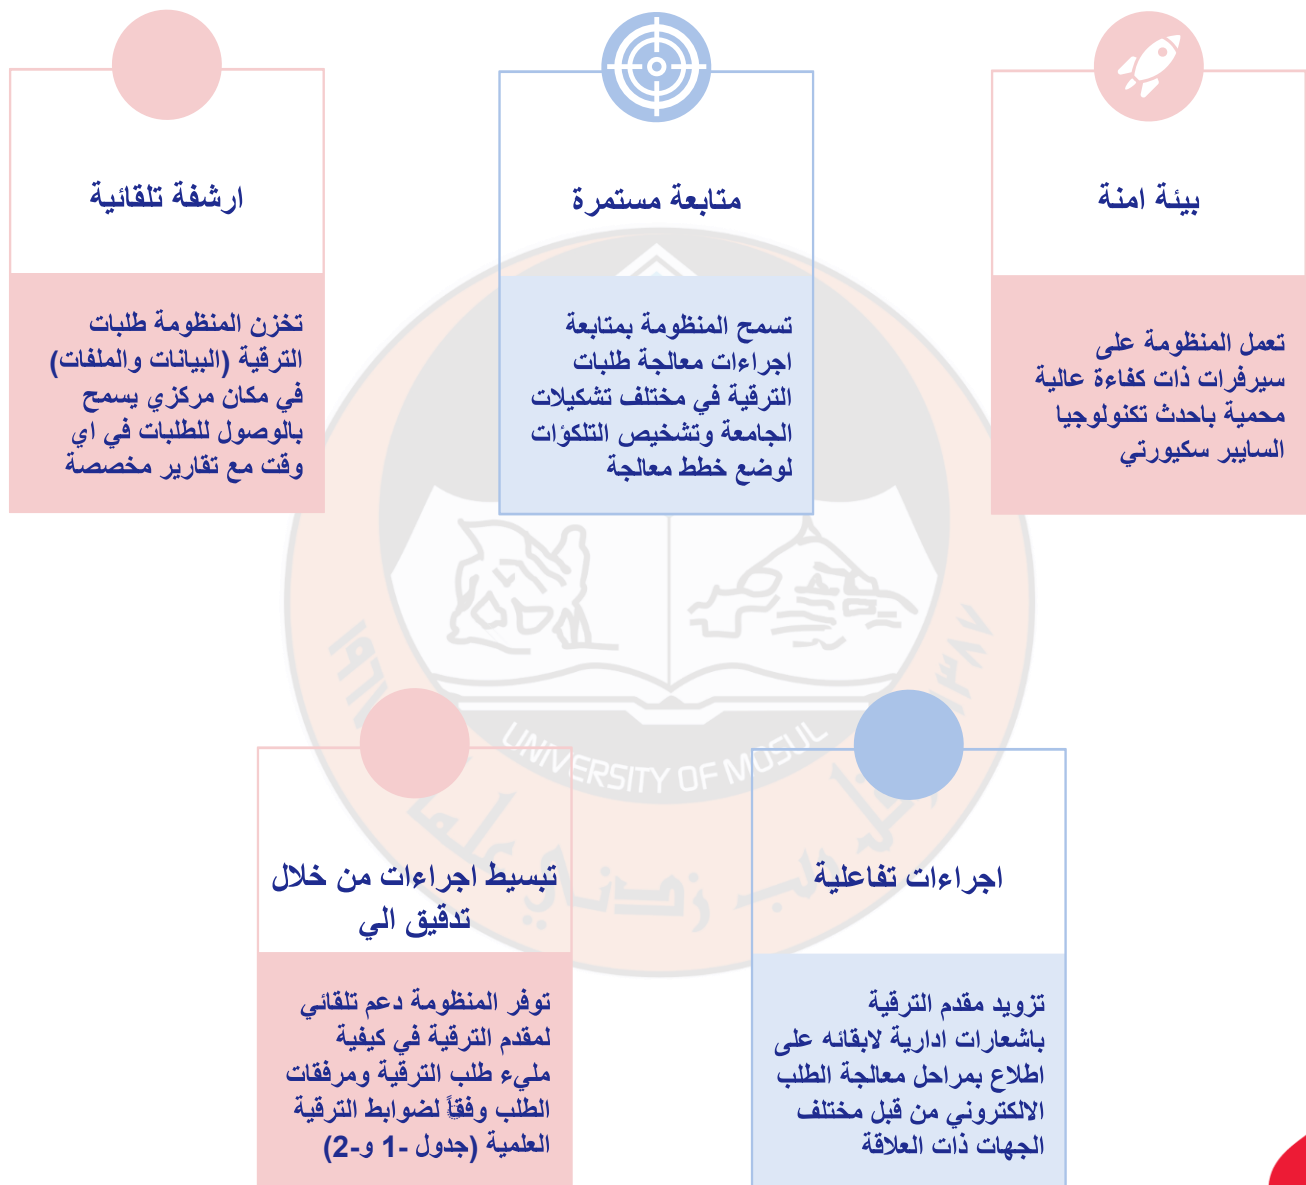 بيئة امنة
تعمل المنظومة على
سيرفرات ذات كفاءة عالية
محمية باحدث تكنولوجيا
السايبر سكيورتي
متابعة مستمرة
تسمح المنظومة بمتابعة
اجراءات معالجة طلبات
الترقية في مختلف تشكيلات
الجامعة وتشخيص التلكؤات
لوضع خطط معالجة
ارشفة تلقائية
تخزن المنظومة طلبات
الترقية (البيانات والملفات)
في مكان مركزي يسمح
بالوصول للطلبات في اي
وقت مع تقارير مخصصة
اجراءات تفاعلية
تزويد مقدم الترقية
باشعارات ادارية لابقائه على
اطلاع بمراحل معالجة الطلب
الالكتروني من قبل مختلف
الجهات ذات العلاقة
تبسيط اجراءات من خلال
تدقيق الي
توفر المنظومة دعم تلقائي
لمقدم الترقية في كيفية
مليء طلب الترقية ومرفقات
الطلب وفقاً لضوابط الترقية
العلمية (جدول -1 و-2)
UNIVERSITY OF MOSUL
١٩٦٧
١٣٨٧